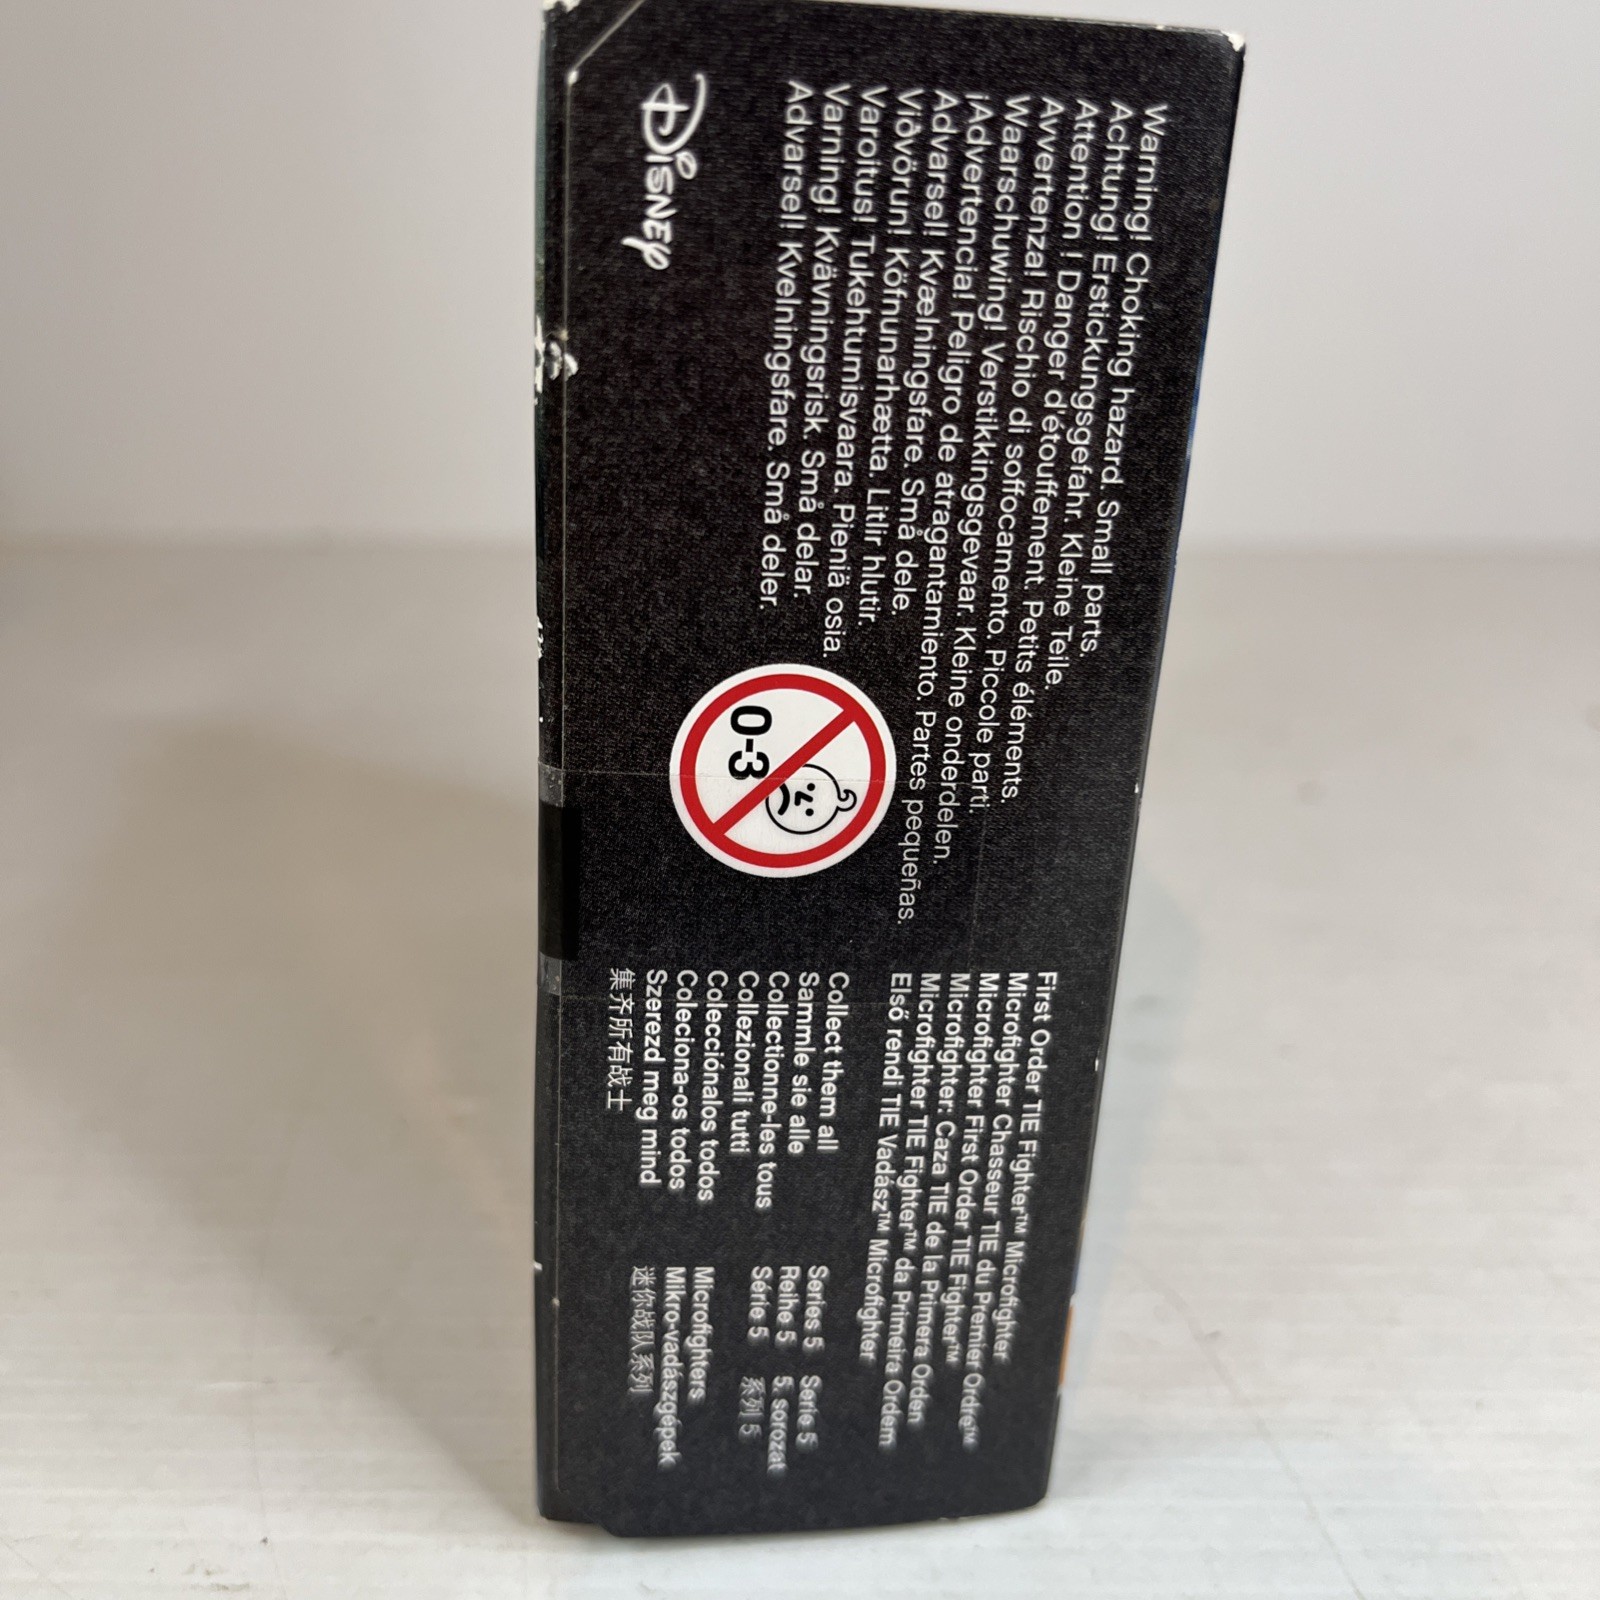 Warning! Choking hazard. Small parts.
Achtung! Erstickungsgefahr. Kleine Teile.
Attention ! Danger d'étouffement. Petits éléments.
Avvertenza! Rischio di soffocamento. Piccole parti.
Waarschuwing! Verstikkingsgevaar. Kleine onderdelen.
¡Advertencia! Peligro de atragantamiento. Partes pequeñas.
Advarsel! Kvælningsfare. Små dele.
Viðvörun! Köfnunarhætta. Litlir hlutir.
Varoitus! Tukehtumisvaara. Pieniä osia.
Varning! Kvävningsrisk. Små delar.
Advarsel! Kvelningsfare. Små deler.
Disney
0-3
First Order TIE Fighter™ Microfighter
Microfighter Chasseur TIE du Premier Ordre™
Microfighter First Order TIE Fighter™
Microfighter: Caza TIE de la Primera Orden
Microfighter TIE Fighter™ da Primeira Ordem
Első rendi TIE Vadász™ Microfighter
Collect them all
Sammle sie alle
Collectionne-les tous
Collezionali tutti
Colecciónalos todos
Coleciona-os todos
Szerezd meg mind
集齐所有战士
Series 5
Reihe 5
Série 5
Serie 5
5. sorozat
系列 5
Microfighters
Mikro-vadászgépek
迷你战队系列